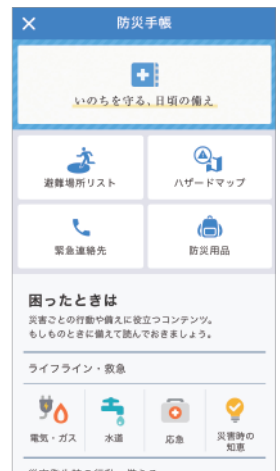 防災手帳
いのちを守る、日頃の備え
避難場所リスト
ハザードマップ
緊急連絡先
防災用品
困ったときは
災害ごとの行動や備えに役立つコンテンツ。
もしものときに備えて読んでおきましょう。
ライフライン・救急
電気・ガス
水道
応急
災害時の
知恵